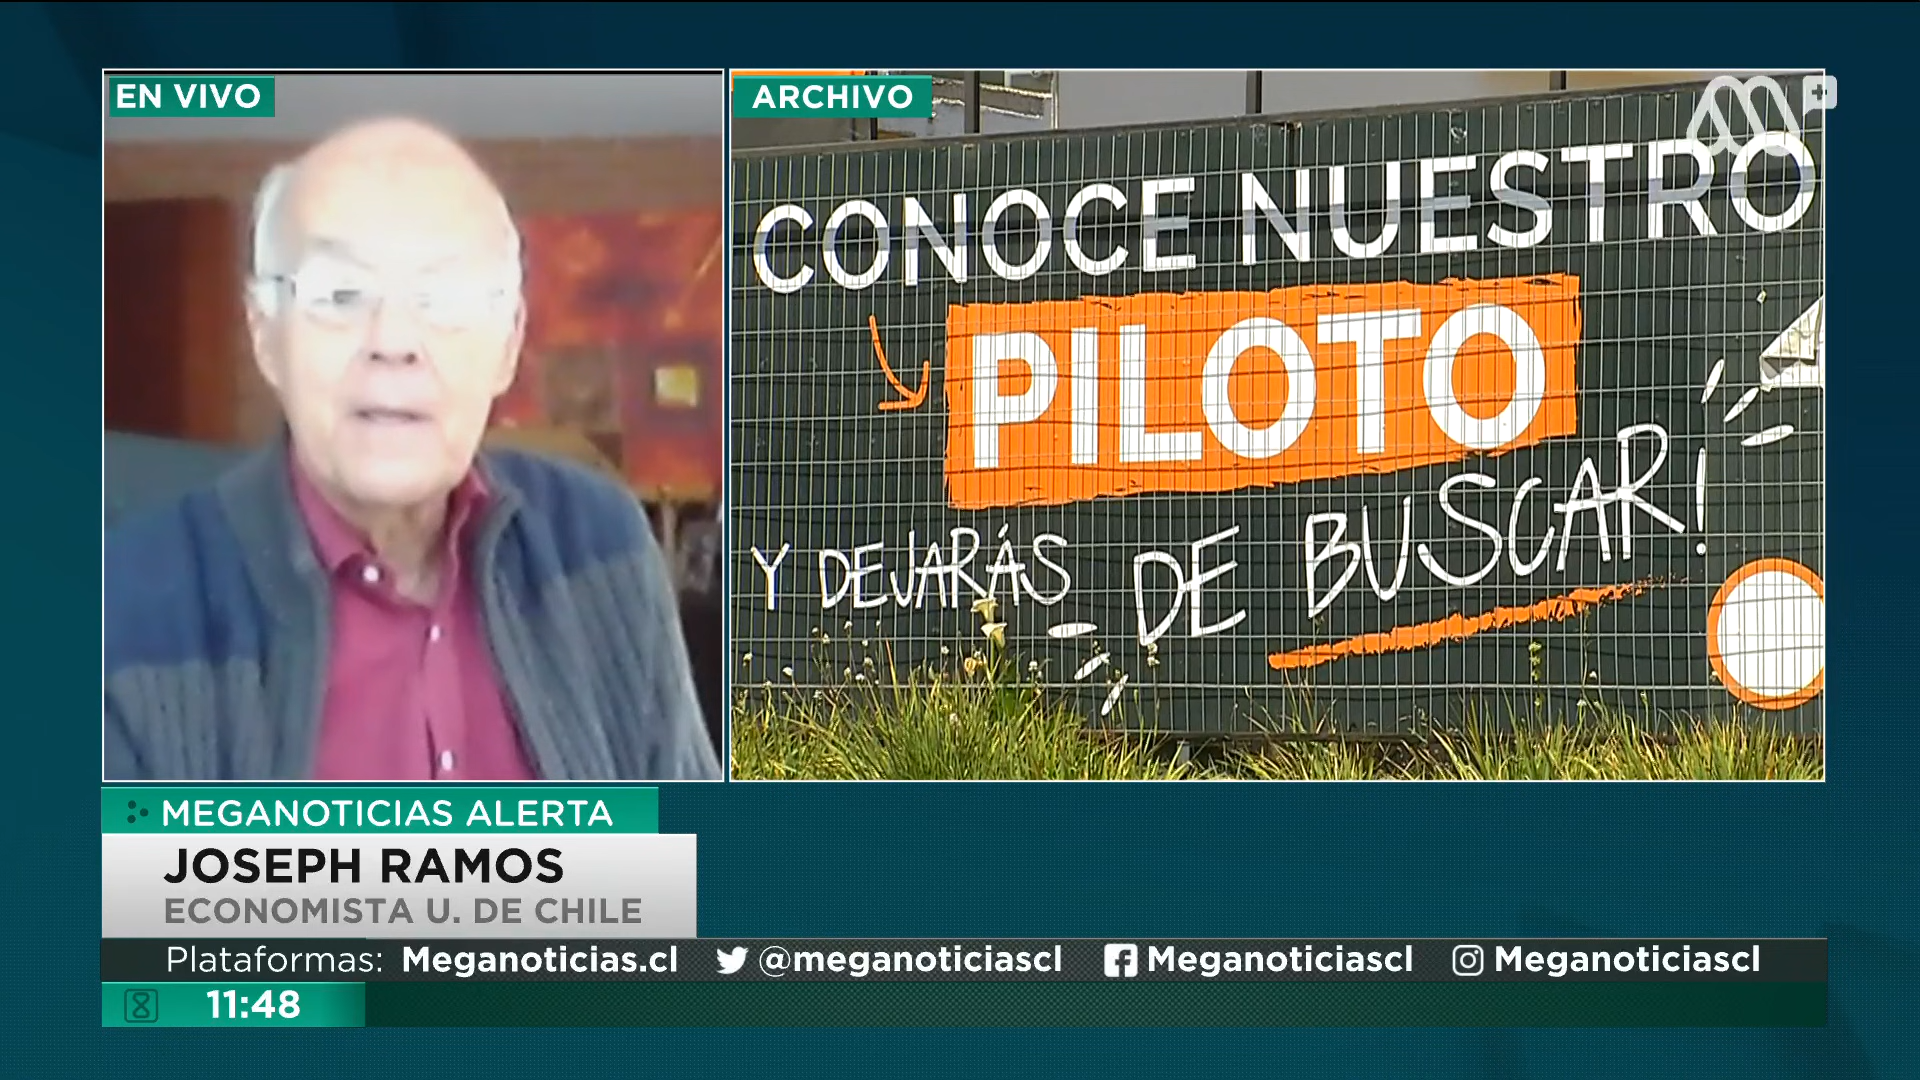 EN VIVO
ARCHIVO
CONOCE NUESTRO
PILOTO
Y DEJARÁS DE BUSCAR!
MEGANOTICIAS ALERTA
JOSEPH RAMOS
ECONOMISTA U. DE CHILE
Plataformas: Meganoticias.cl @meganoticiascl Meganoticiascl Meganoticiascl
11:48